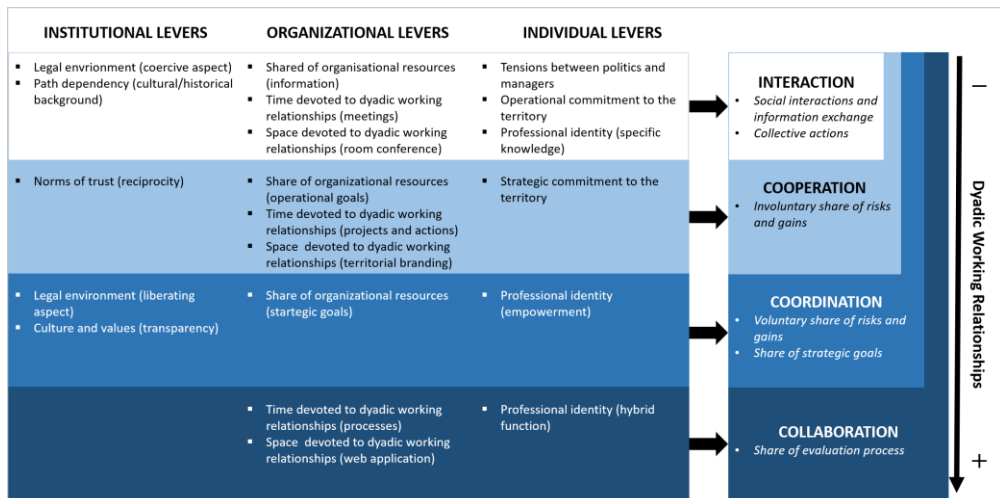 INSTITUTIONAL LEVERS
ORGANIZATIONAL LEVERS
INDIVIDUAL LEVERS
▪ Legal envrionment (coercive aspect)
▪ Path dependency (cultural/historical
background)
▪ Shared of organisational resources
(information)
▪ Time devoted to dyadic working
relationships (meetings)
▪ Space devoted to dyadic working
relationships (room conference)
▪ Tensions between politics and
managers
▪ Operational commitment to the
territory
▪ Professional identity (specific
knowledge)
INTERACTION
• Social interactions and
information exchange
• Collective actions
▪ Norms of trust (reciprocity)
▪ Share of organizational resources
(operational goals)
▪ Time devoted to dyadic working
relationships (projects and actions)
▪ Space devoted to dyadic working
relationships (territorial branding)
▪ Strategic commitment to the
territory
COOPERATION
• Involuntary share of risks
and gains
▪ Legal environment (liberating
aspect)
▪ Culture and values (transparency)
▪ Share of organizational resources
(startegic goals)
▪ Professional identity
(empowerment)
COORDINATION
• Voluntary share of risks and
gains
• Share of strategic goals
▪ Time devoted to dyadic working
relationships (processes)
▪ Space devoted to dyadic working
relationships (web application)
▪ Professional identity (hybrid
function)
COLLABORATION
• Share of evaluation process
−
Dyadic Working Relationships
+